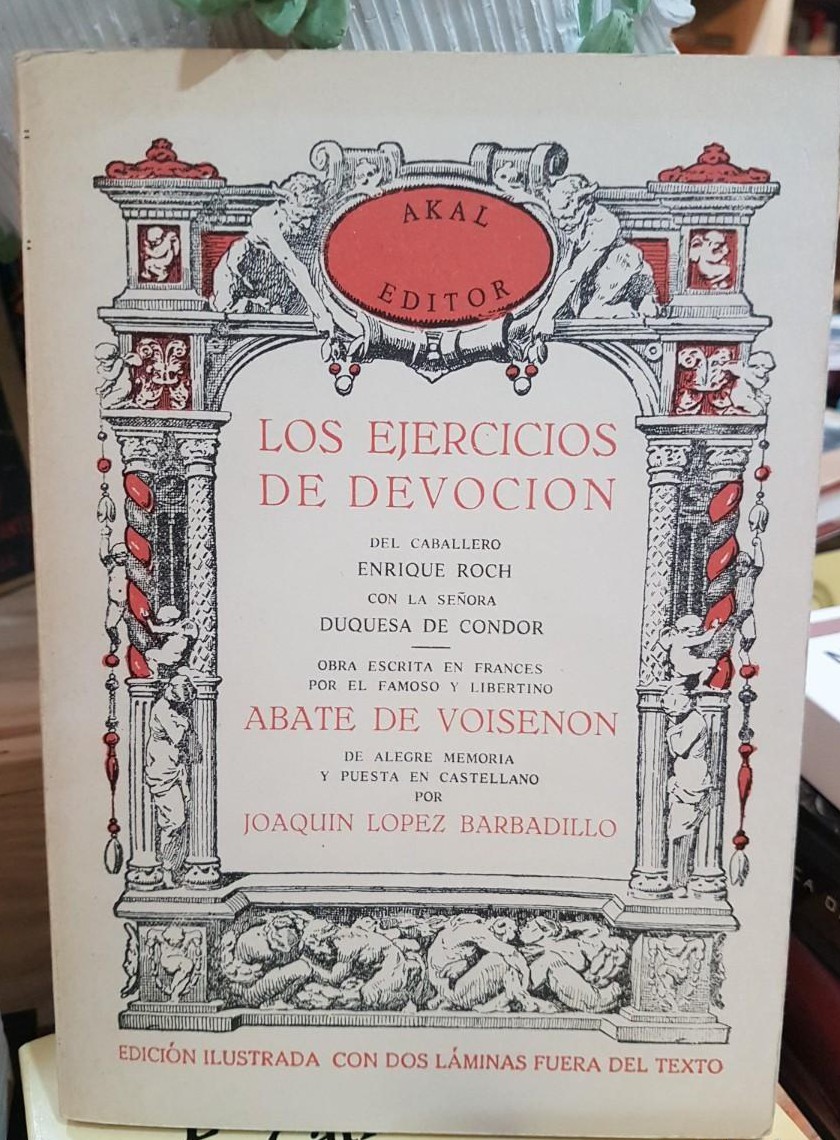 AKAL
EDITOR
LOS EJERCICIOS
DE DEVOCION
DEL CABALLERO
ENRIQUE ROCH
CON LA SEÑORA
DUQUESA DE CONDOR
OBRA ESCRITA EN FRANCES
POR EL FAMOSO Y LIBERTINO
ABATE DE VOISENON
DE ALEGRE MEMORIA
Y PUESTA EN CASTELLANO
POR
JOAQUIN LOPEZ BARBADILLO
EDICIÓN ILUSTRADA CON DOS LÁMINAS FUERA DEL TEXTO